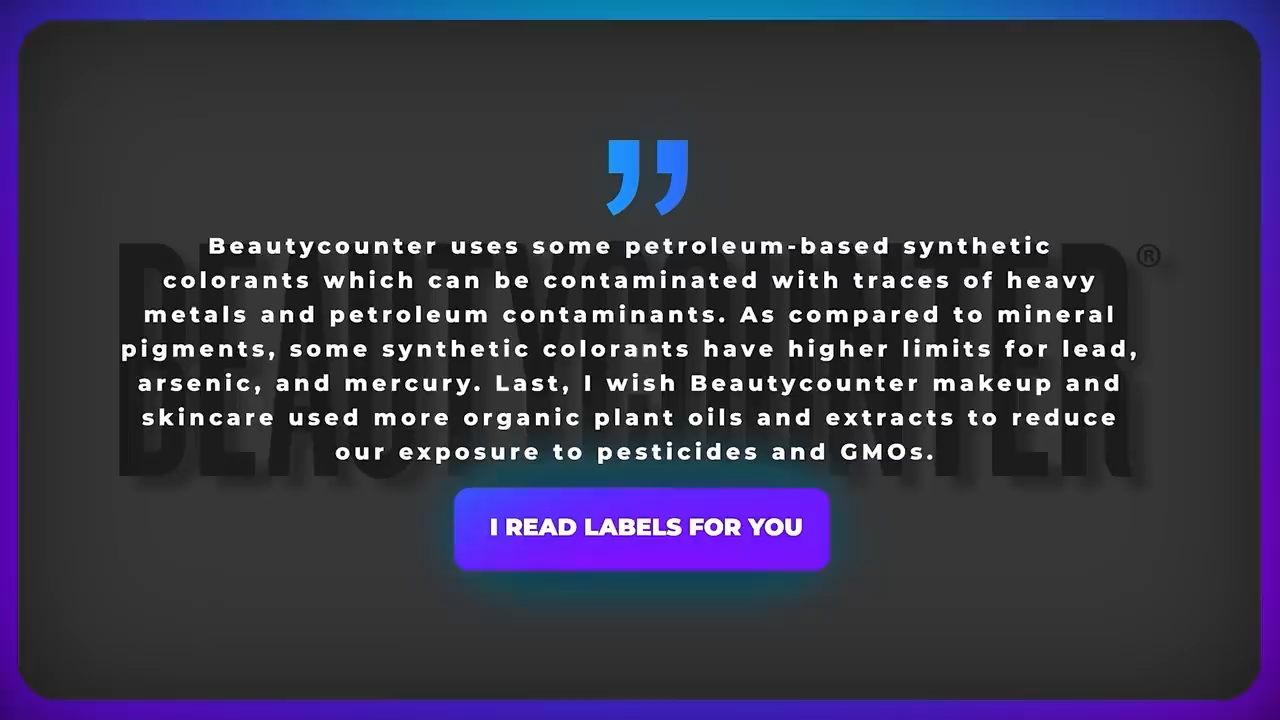 ”
Beautycounter uses some petroleum-based synthetic
colorants which can be contaminated with traces of heavy
metals and petroleum contaminants. As compared to mineral
pigments, some synthetic colorants have higher limits for lead,
arsenic, and mercury. Last, I wish Beautycounter makeup and
skincare used more organic plant oils and extracts to reduce
our exposure to pesticides and GMOs.
BEAUTYCOUNTER®
I READ LABELS FOR YOU